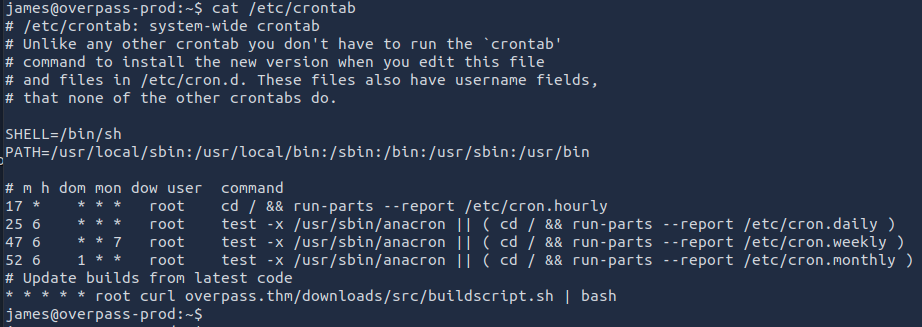 james@overpass-prod:~$ cat /etc/crontab
# /etc/crontab: system-wide crontab
# Unlike any other crontab you don't have to run the `crontab'
# command to install the new version when you edit this file
# and files in /etc/cron.d. These files also have username fields,
# that none of the other crontabs do.

SHELL=/bin/sh
PATH=/usr/local/sbin:/usr/local/bin:/sbin:/bin:/usr/sbin:/usr/bin

# m h dom mon dow user  command
17 *    * * *   root    cd / && run-parts --report /etc/cron.hourly
25 6    * * *   root    test -x /usr/sbin/anacron || ( cd / && run-parts --report /etc/cron.daily )
47 6    * * 7   root    test -x /usr/sbin/anacron || ( cd / && run-parts --report /etc/cron.weekly )
52 6    1 * *   root    test -x /usr/sbin/anacron || ( cd / && run-parts --report /etc/cron.monthly )
# Update builds from latest code
* * * * * root curl overpass.thm/downloads/src/buildscript.sh | bash
james@overpass-prod:~$